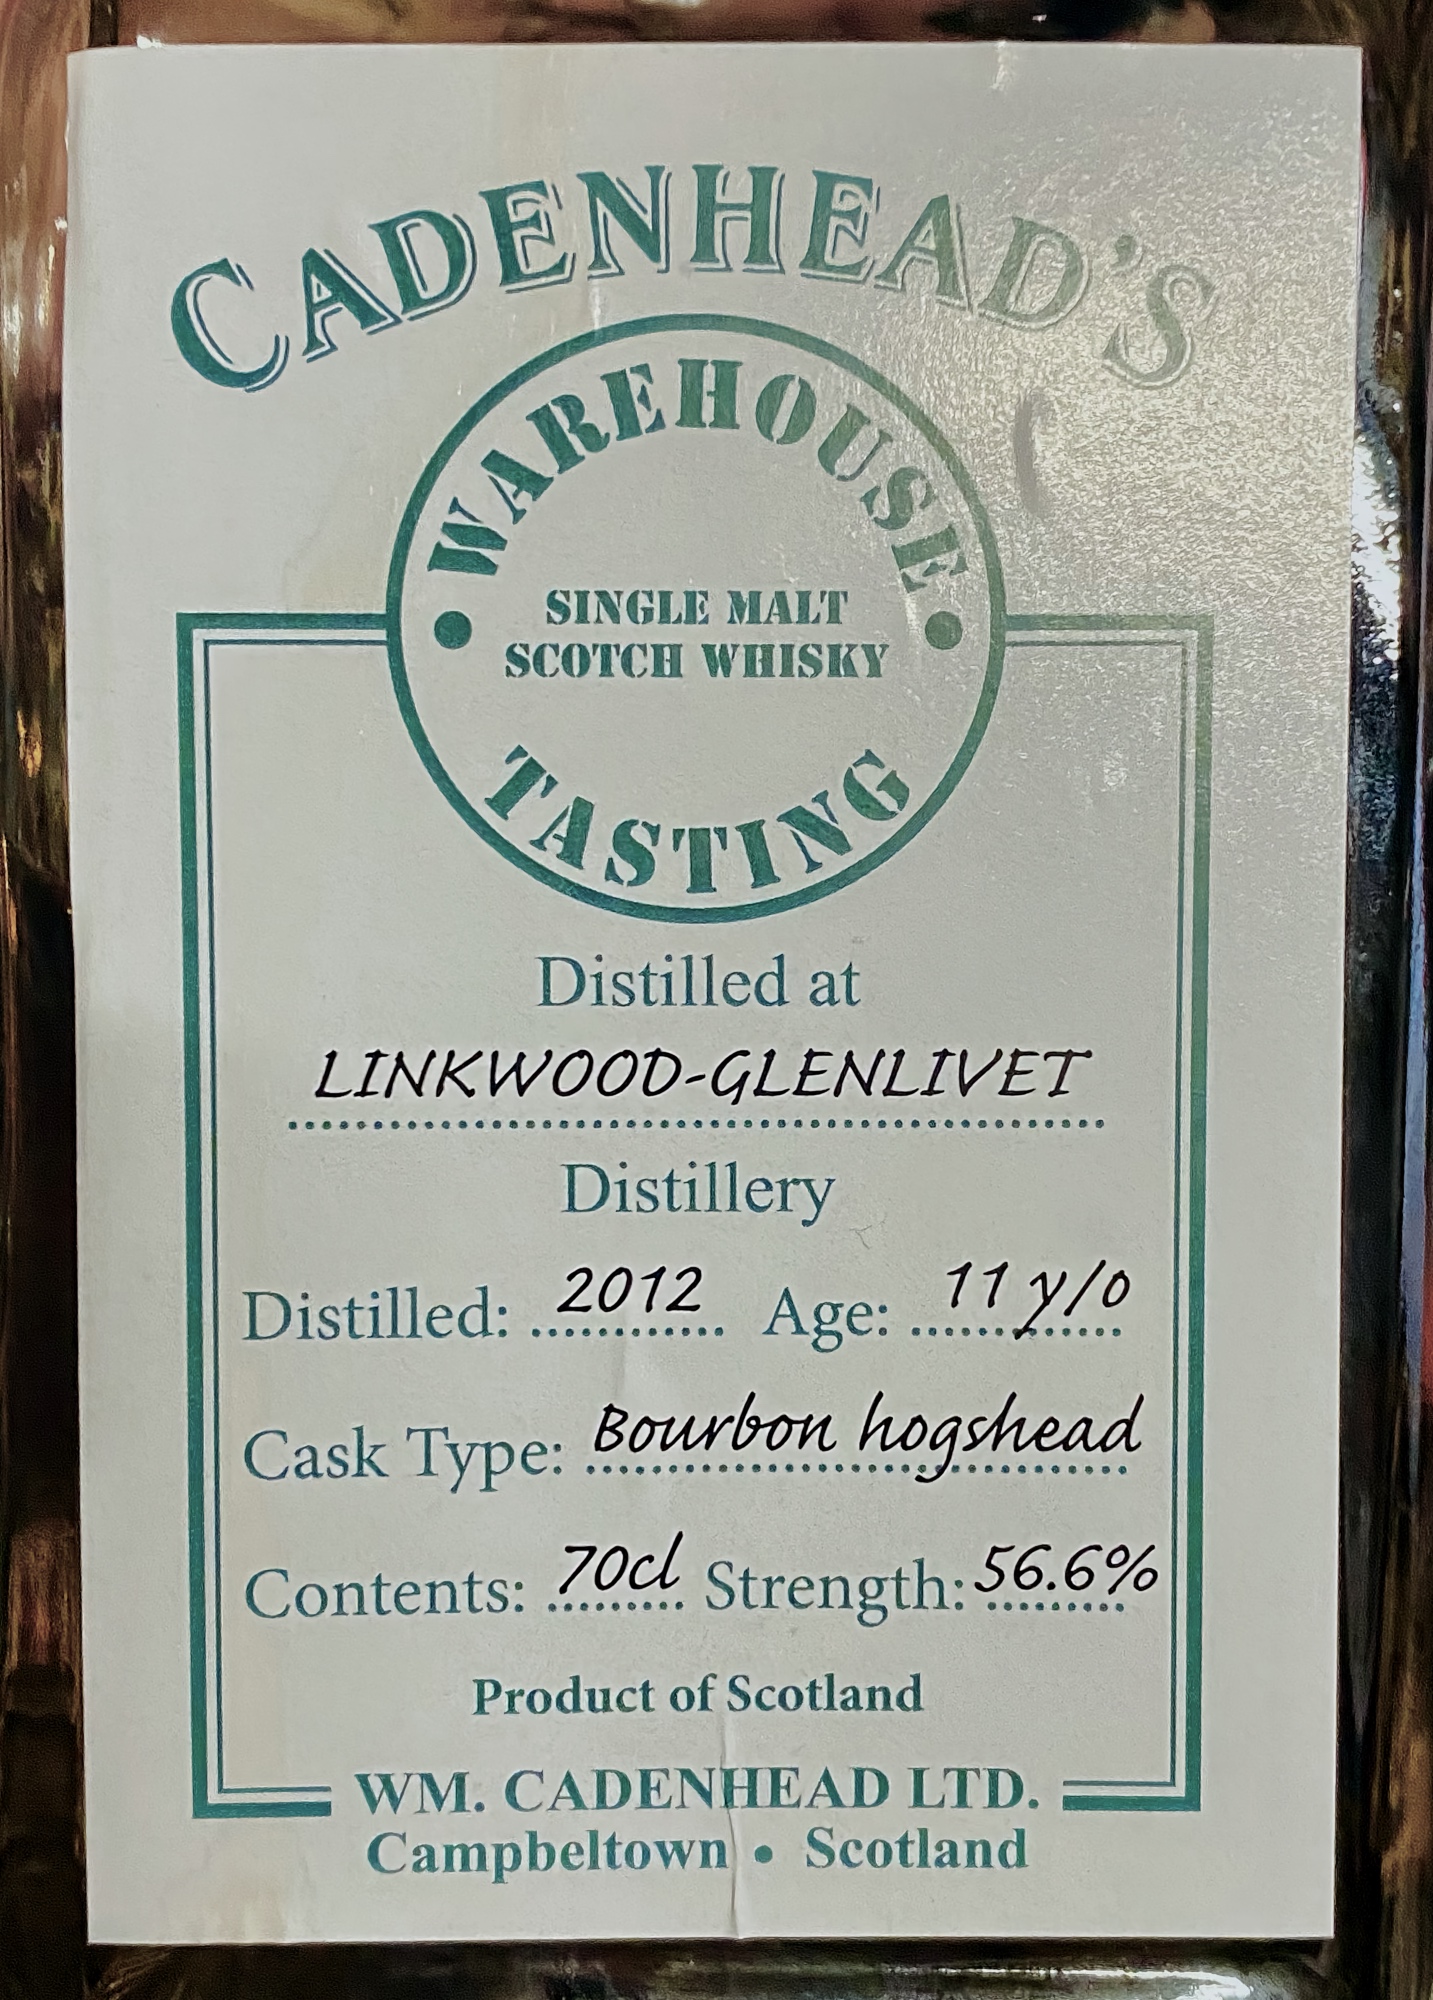 CADENHEAD'S
WAREHOUSE
SINGLE MALT
SCOTCH WHISKY
TASTING
Distilled at
LINKWOOD-GLENLIVET
Distillery
Distilled: 2012 Age: 11 y/o
Cask Type: Bourbon hogshead
Contents: 70cl Strength: 56.6%
Product of Scotland
WM. CADENHEAD LTD.
Campbeltown • Scotland